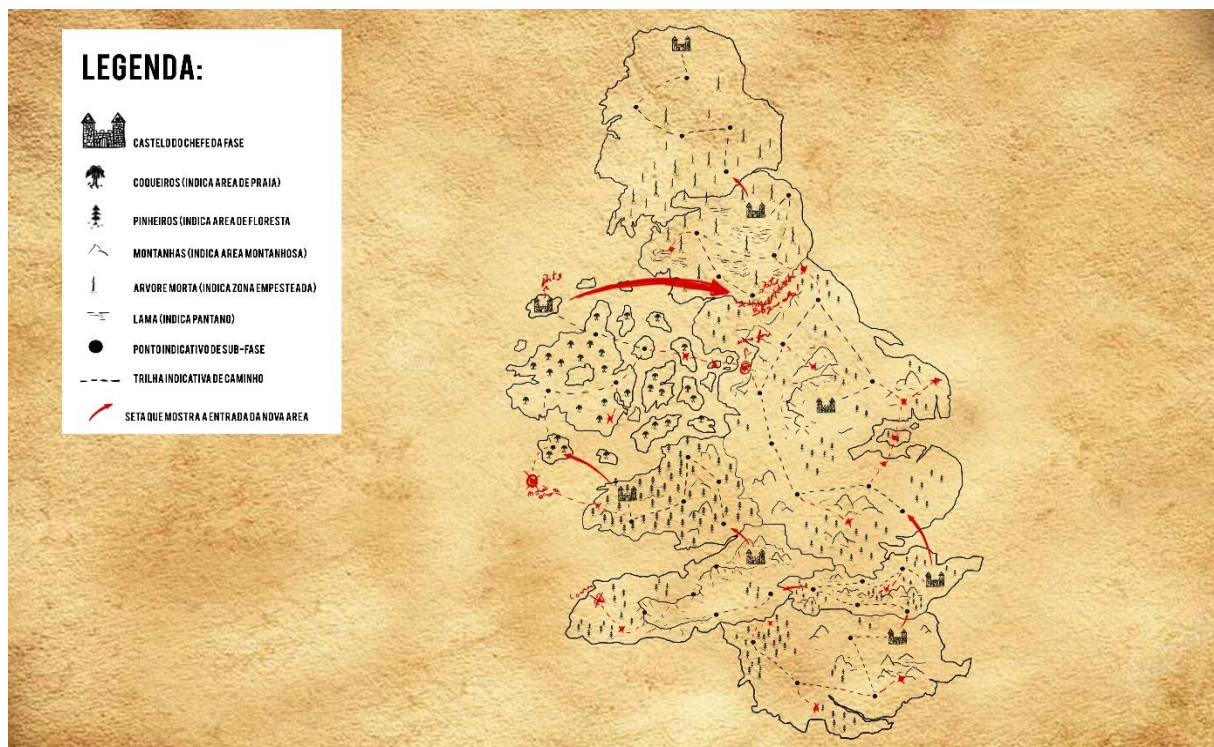 LEGENDA:
CASTELO DO CHEFE DA FASE
COQUEIROS (INDICA AREA DE PRAIA)
PINHEIROS (INDICA AREA DE FLORESTA
MONTANHAS (INDICA AREA MONTANHOSA)
ARVORE MORTA (INDICA ZONA EMPESTEADA)
LAMA (INDICA PANTANO)
PONTO INDICATIVO DE SUB-FASE
TRILHA INDICATIVA DE CAMINHO
SETA QUE MOSTRA A ENTRADA DA NOVA AREA